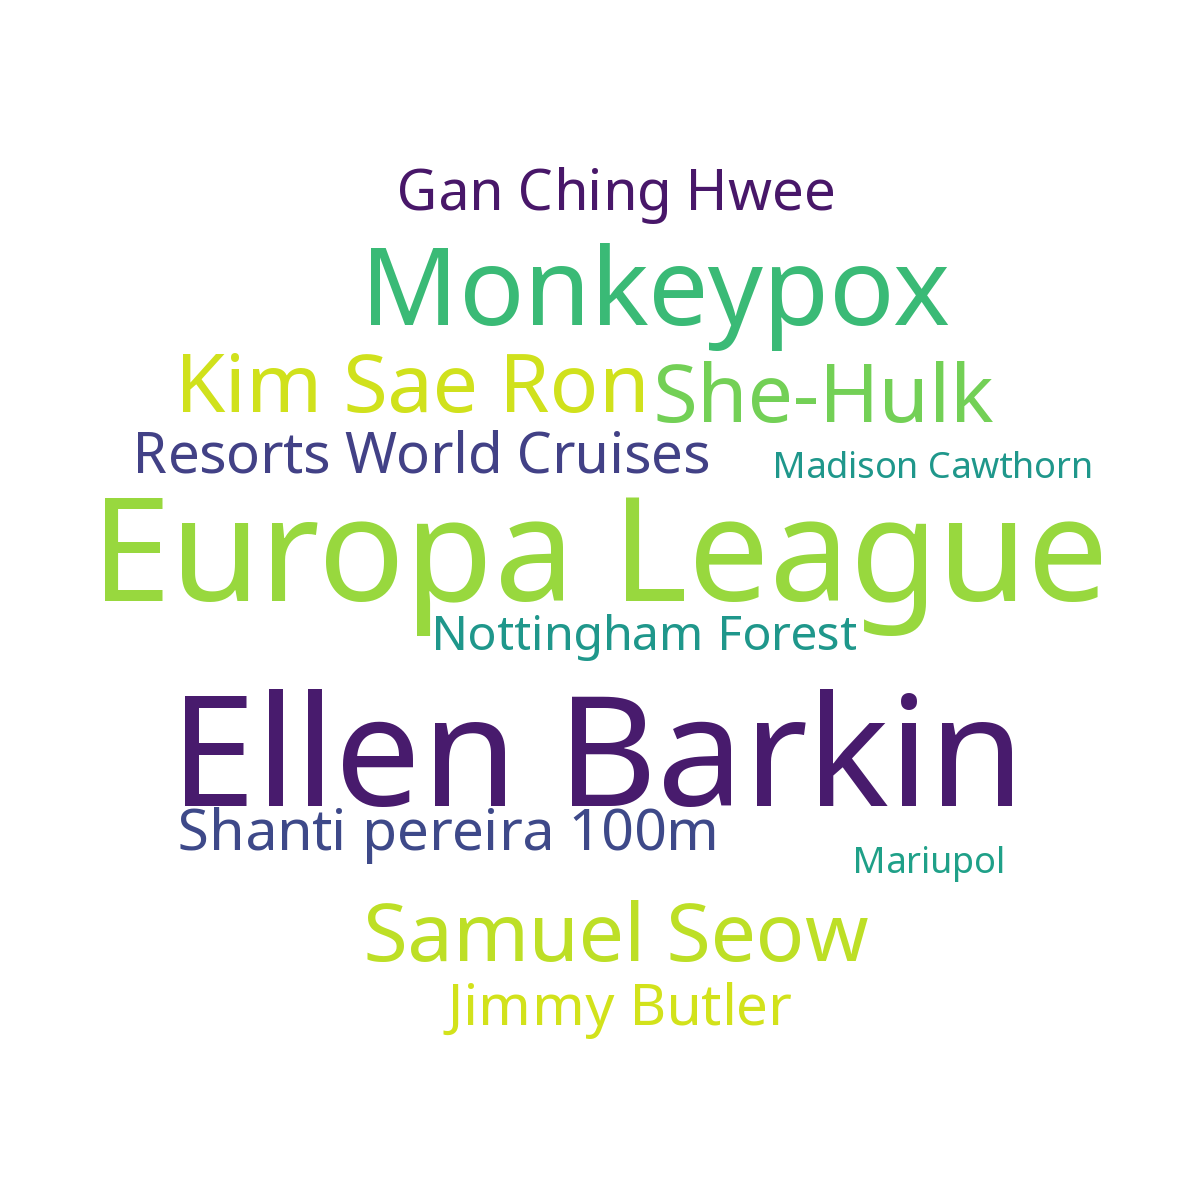 Gan Ching Hwee
Monkeypox
Kim Sae Ron
She-Hulk
Resorts World Cruises
Madison Cawthorn
Europa League
Nottingham Forest
Ellen Barkin
Shanti pereira 100m
Mariupol
Samuel Seow
Jimmy Butler